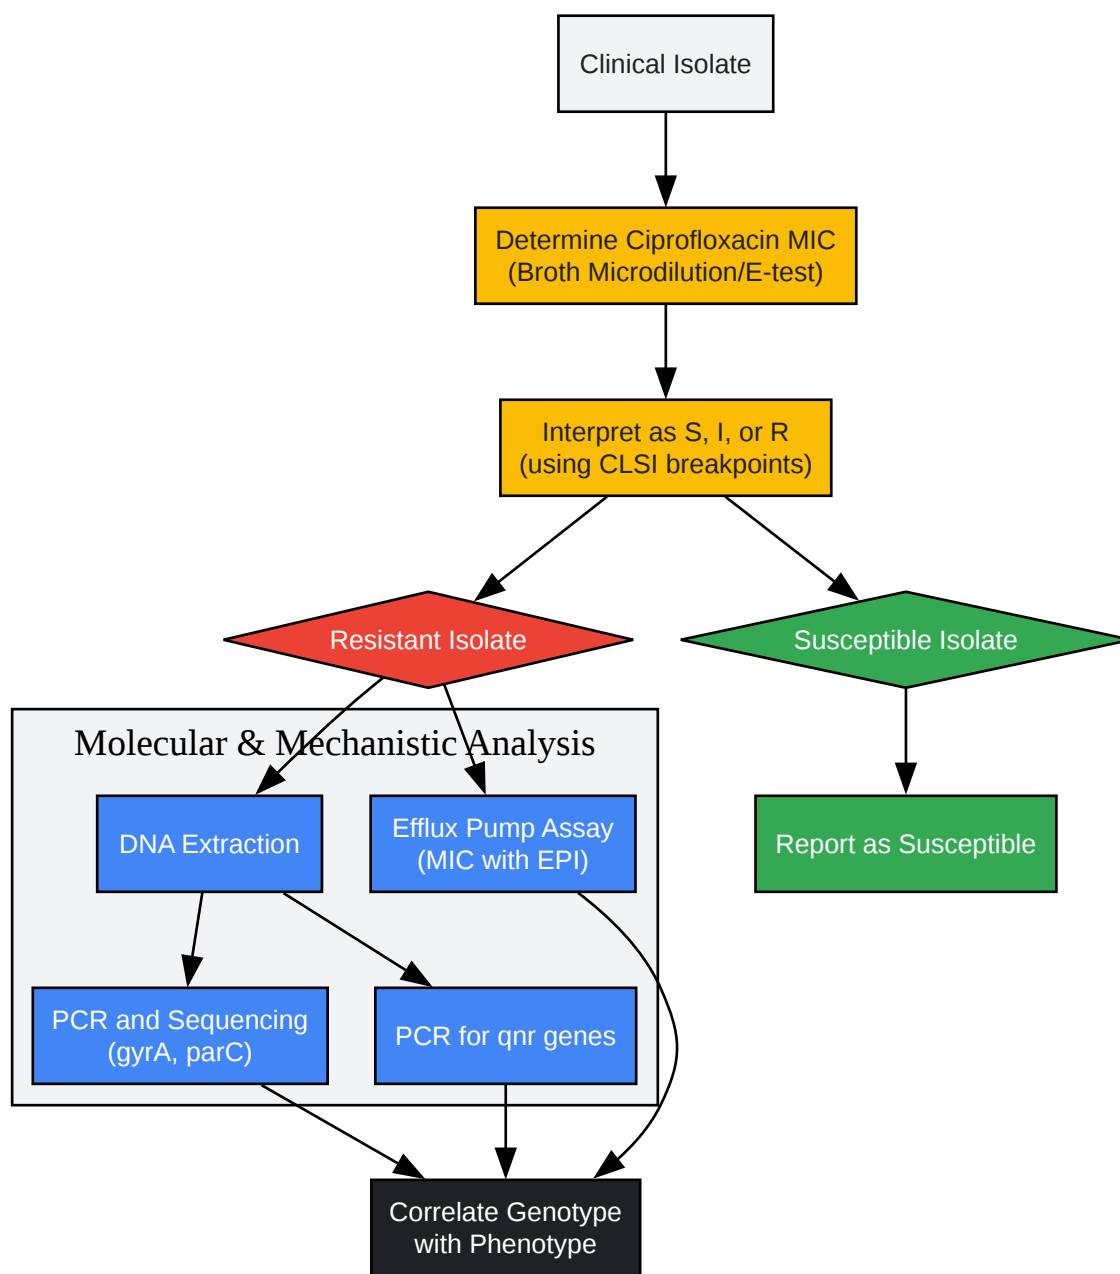 Clinical Isolate
Determine Ciprofloxacin MIC
(Broth Microdilution/E-test)
Interpret as S, I, or R
(using CLSI breakpoints)
Resistant Isolate
Susceptible Isolate
Molecular & Mechanistic Analysis
DNA Extraction
Efflux Pump Assay
(MIC with EPI)
Report as Susceptible
PCR and Sequencing
(gyrA, parC)
PCR for qnr genes
Correlate Genotype
with Phenotype